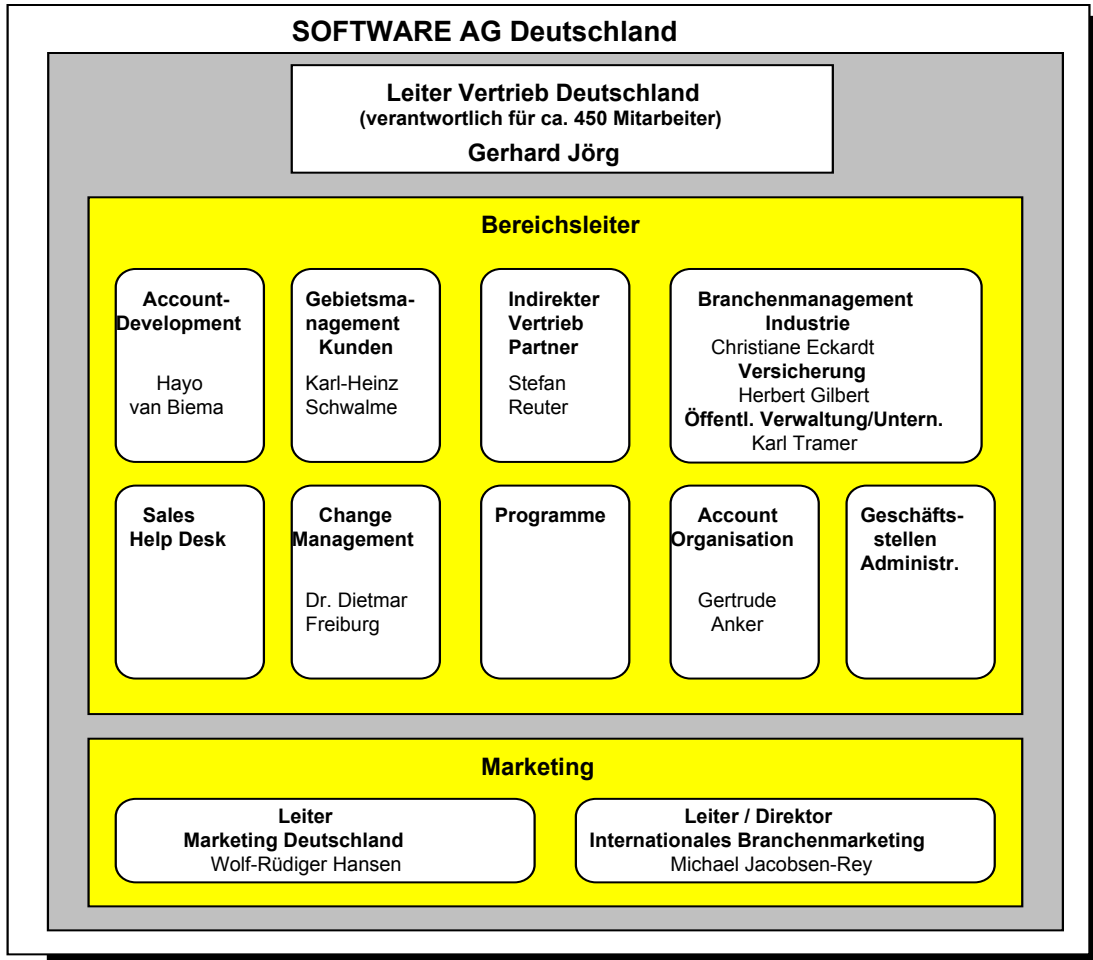 SOFTWARE AG Deutschland
Leiter Vertrieb Deutschland
(verantwortlich für ca. 450 Mitarbeiter)
Gerhard Jörg
Bereichsleiter
Account-
Development
Hayo
van Biema
Gebietsma-
nagement
Kunden
Karl-Heinz
Schwalme
Indirekter
Vertrieb
Partner
Stefan
Reuter
Branchenmanagement
Industrie
Christiane Eckardt
Versicherung
Herbert Gilbert
Öffentl. Verwaltung/Untern.
Karl Tramer
Sales
Help Desk
Change
Management
Dr. Dietmar
Freiburg
Programme
Account
Organisation
Gertrude
Anker
Geschäfts-
stellen
Administr.
Marketing
Leiter
Marketing Deutschland
Wolf-Rüdiger Hansen
Leiter / Direktor
Internationales Branchenmarketing
Michael Jacobsen-Rey